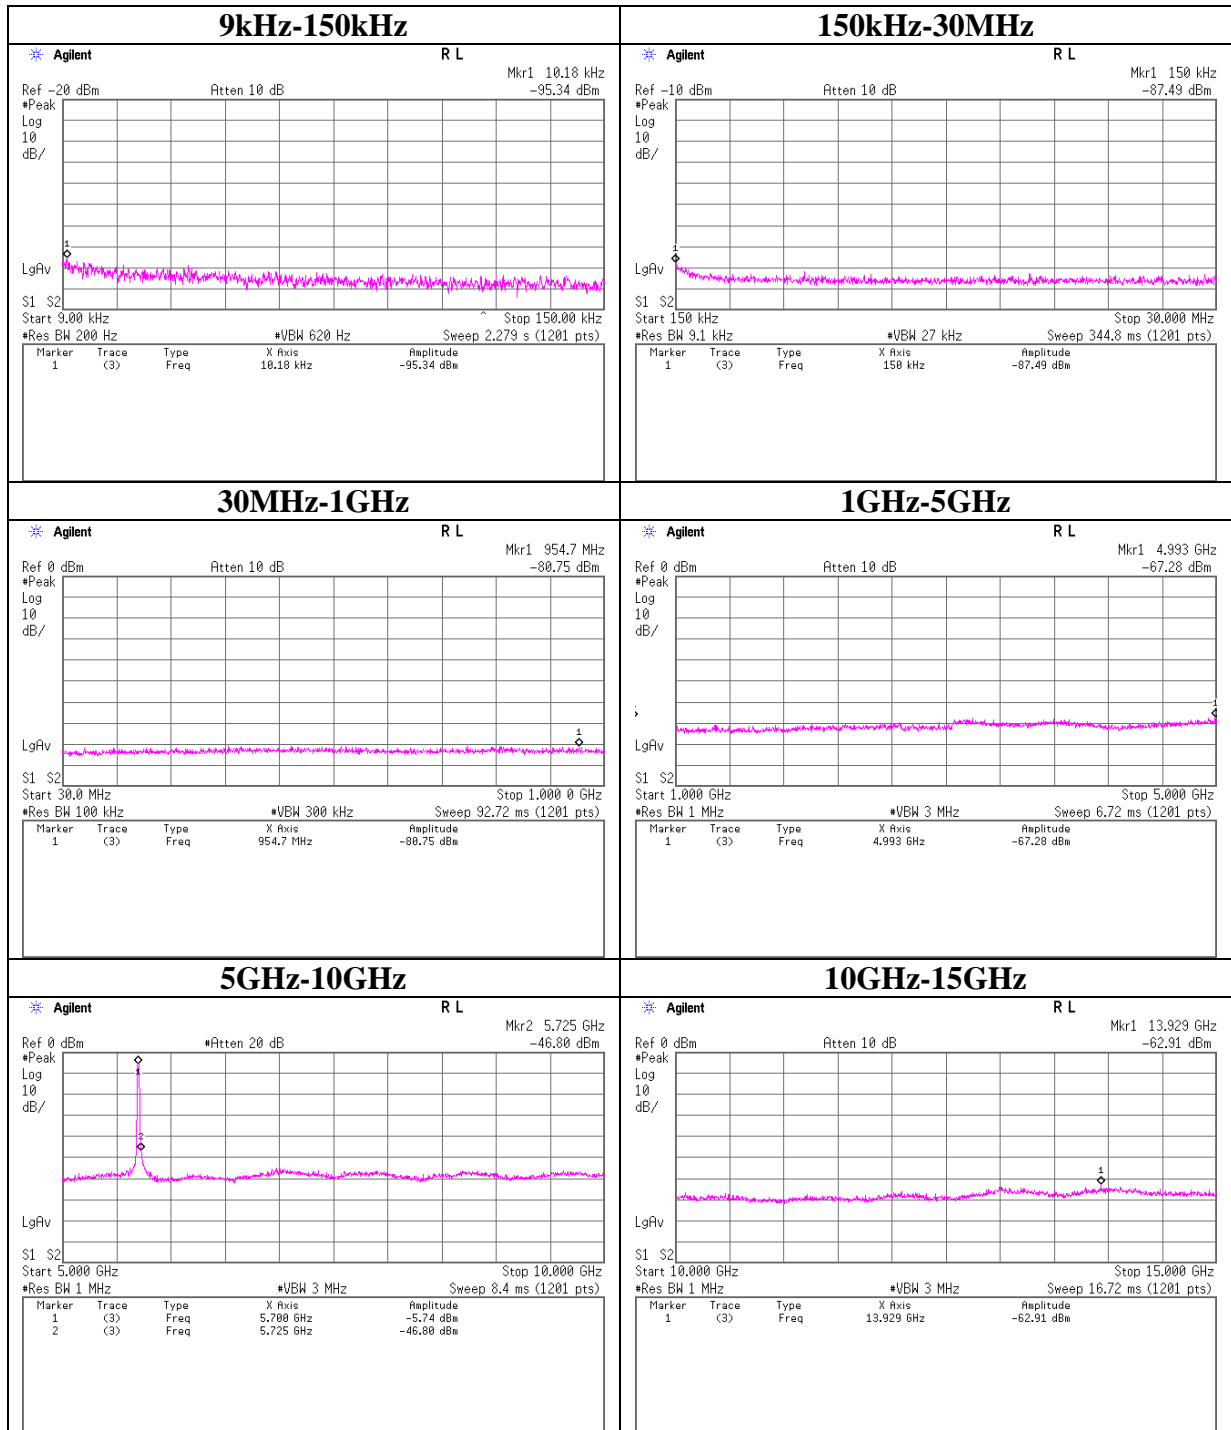 9kHz-150kHz
Agilent R L
Mkr1 10.18 kHz
Ref -20 dBm Atten 10 dB -95.34 dBm
#Peak
Log
10
dB/
1
LgAv
S1 S2
Start 9.00 kHz ^ Stop 150.00 kHz
#Res BW 200 Hz #VBW 620 Hz Sweep 2.279 s (1201 pts)
Marker Trace Type X Axis Amplitude
1 (3) Freq 10.18 kHz -95.34 dBm
150kHz-30MHz
Agilent R L
Mkr1 150 kHz
Ref -10 dBm Atten 10 dB -87.49 dBm
#Peak
Log
10
dB/
1
LgAv
S1 S2
Start 150 kHz Stop 30.000 MHz
#Res BW 9.1 kHz #VBW 27 kHz Sweep 344.8 ms (1201 pts)
Marker Trace Type X Axis Amplitude
1 (3) Freq 150 kHz -87.49 dBm
30MHz-1GHz
Agilent R L
Mkr1 954.7 MHz
Ref 0 dBm Atten 10 dB -80.75 dBm
#Peak
Log
10
dB/
1
LgAv
S1 S2
Start 30.0 MHz Stop 1.000 0 GHz
#Res BW 100 kHz #VBW 300 kHz Sweep 92.72 ms (1201 pts)
Marker Trace Type X Axis Amplitude
1 (3) Freq 954.7 MHz -80.75 dBm
1GHz-5GHz
Agilent R L
Mkr1 4.993 GHz
Ref 0 dBm Atten 10 dB -67.28 dBm
#Peak
Log
10
dB/
1
LgAv
S1 S2
Start 1.000 GHz Stop 5.000 GHz
#Res BW 1 MHz #VBW 3 MHz Sweep 6.72 ms (1201 pts)
Marker Trace Type X Axis Amplitude
1 (3) Freq 4.993 GHz -67.28 dBm
5GHz-10GHz
Agilent R L
Mkr2 5.725 GHz
Ref 0 dBm #Atten 20 dB -46.80 dBm
#Peak
Log
10
dB/
1
2
LgAv
S1 S2
Start 5.000 GHz Stop 10.000 GHz
#Res BW 1 MHz #VBW 3 MHz Sweep 8.4 ms (1201 pts)
Marker Trace Type X Axis Amplitude
1 (3) Freq 5.700 GHz -5.74 dBm
2 (3) Freq 5.725 GHz -46.80 dBm
10GHz-15GHz
Agilent R L
Mkr1 13.929 GHz
Ref 0 dBm Atten 10 dB -62.91 dBm
#Peak
Log
10
dB/
1
LgAv
S1 S2
Start 10.000 GHz Stop 15.000 GHz
#Res BW 1 MHz #VBW 3 MHz Sweep 16.72 ms (1201 pts)
Marker Trace Type X Axis Amplitude
1 (3) Freq 13.929 GHz -62.91 dBm